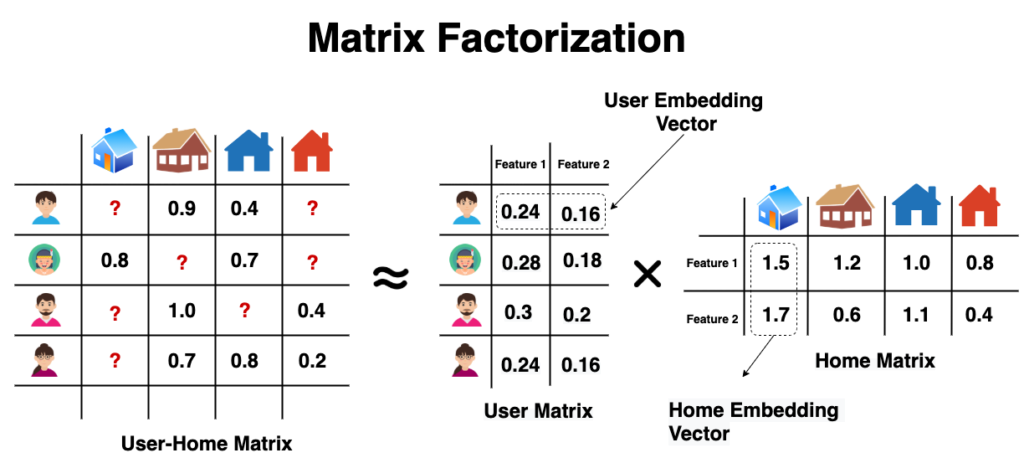 Matrix Factorization
User Embedding
Vector
Feature 1 Feature 2
? 0.9 0.4 ?
0.8 ? 0.7 ?
? 1.0 ? 0.4
? 0.7 0.8 0.2
User-Home Matrix
≈
0.24 0.16
0.28 0.18
0.3 0.2
0.24 0.16
User Matrix
×
Feature 1 1.5 1.2 1.0 0.8
Feature 2 1.7 0.6 1.1 0.4
Home Matrix
Home Embedding
Vector